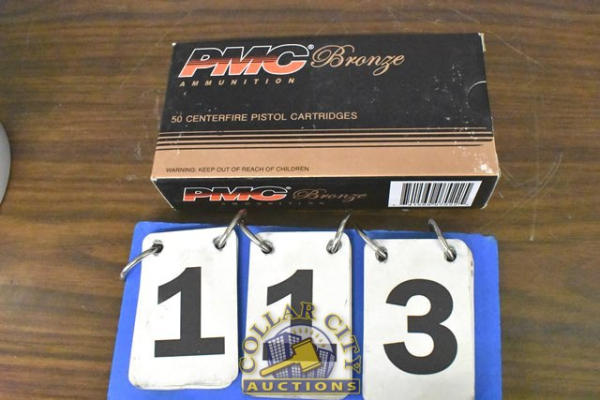 PMC® Bronze
AMMUNITION
50 CENTERFIRE PISTOL CARTRIDGES
WARNING: KEEP OUT OF REACH OF CHILDREN
PMC® Bronze
AMMUNITION
1 1 3
COLLAR CITY
AUCTIONS